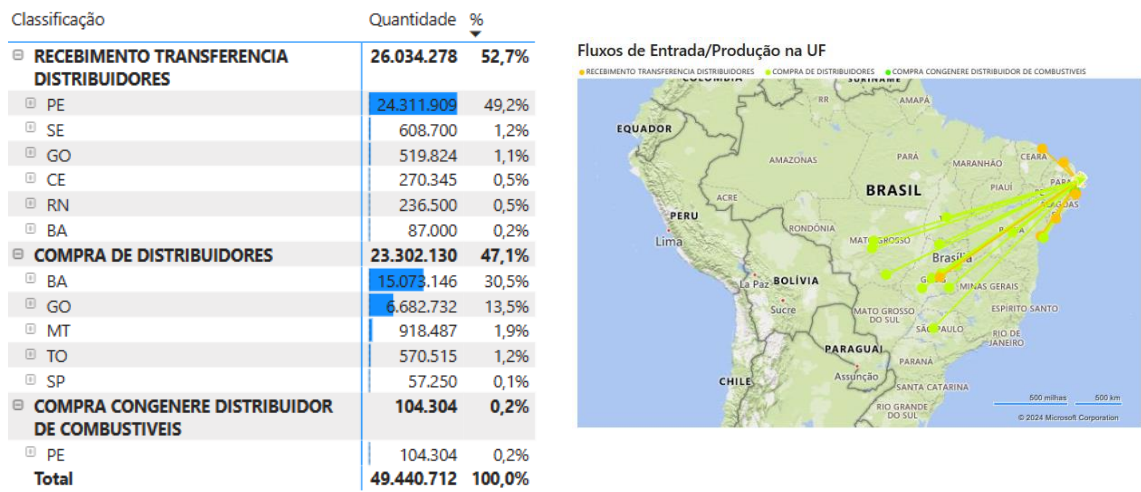 Classificação Quantidade %
RECEBIMENTO TRANSFERENCIA 26.034.278 52,7%
DISTRIBUIDORES
PE 24.311.909 49,2%
SE 608.700 1,2%
GO 519.824 1,1%
CE 270.345 0,5%
RN 236.500 0,5%
BA 87.000 0,2%
COMPRA DE DISTRIBUIDORES 23.302.130 47,1%
BA 15.073.146 30,5%
GO 6.682.732 13,5%
MT 918.487 1,9%
TO 570.515 1,2%
SP 57.250 0,1%
COMPRA CONGENERE DISTRIBUIDOR 104.304 0,2%
DE COMBUSTIVEIS
PE 104.304 0,2%
Total 49.440.712 100,0%
Fluxos de Entrada/Produção na UF
RECEBIMENTO TRANSFERENCIA DISTRIBUIDORES COMPRA DE DISTRIBUIDORES COMPRA CONGENERE DISTRIBUIDOR DE COMBUSTIVEIS
COLOMBIA SURINAME
RR AMAPÁ
EQUADOR
AMAZONAS PARÁ MARANHÃO CEARÁ
BRASIL PIAUÍ PARA
ACRE ALAGOAS
PERU
RONDÔNIA
Lima MATO GROSSO
Brasília
La Paz BOLÍVIA MINAS GERAIS
Sucre
MATO GROSSO DO SUL ESPÍRITO SANTO
SÃO PAULO RIO DE JANEIRO
PARAGUAI
PARANÁ
Assunção
CHILE SANTA CATARINA
500 milhas 500 km
RIO GRANDE DO SUL
© 2024 Microsoft Corporation